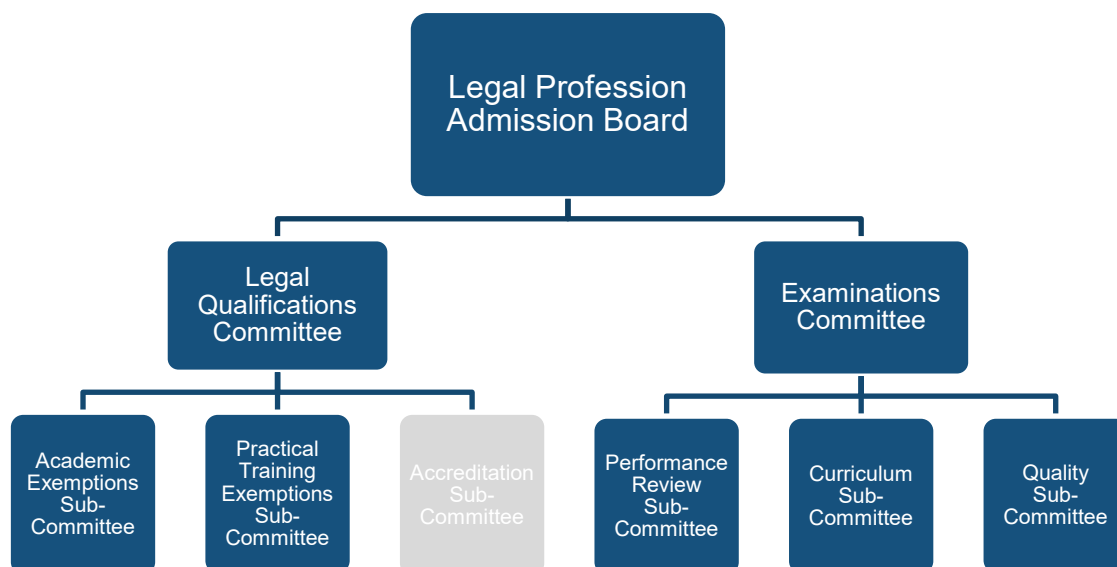 Legal Profession
Admission Board
Legal
Qualifications
Committee
Examinations
Committee
Academic
Exemptions
Sub-
Committee
Practical
Training
Exemptions
Sub-
Committee
Accreditation
Sub-
Committee
Performance
Review
Sub-
Committee
Curriculum
Sub-
Committee
Quality
Sub-
Committee